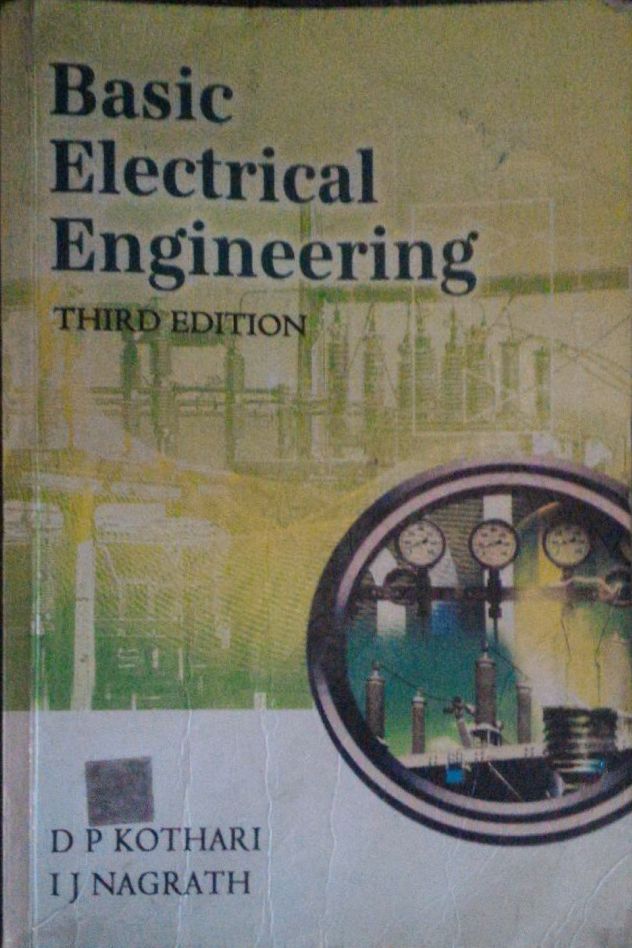 Basic
Electrical
Engineering
THIRD EDITION
D P KOTHARI
I J NAGRATH